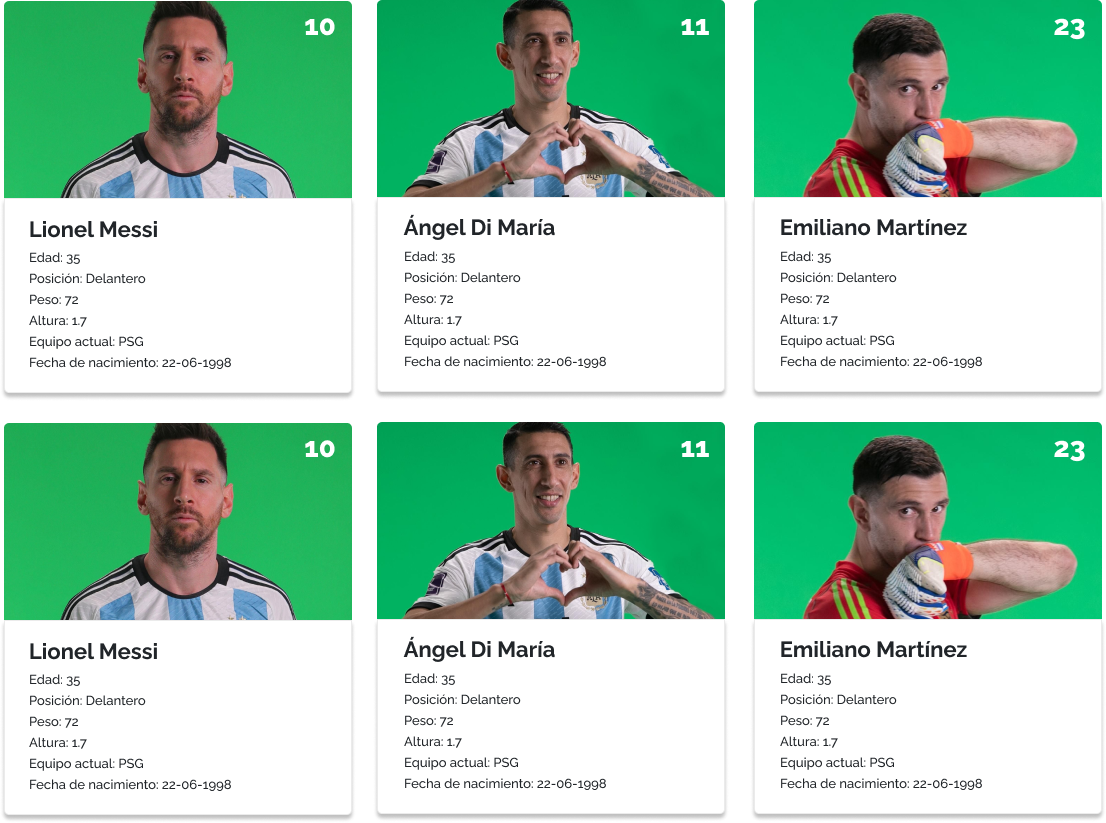 10
Lionel Messi
Edad: 35
Posición: Delantero
Peso: 72
Altura: 1.7
Equipo actual: PSG
Fecha de nacimiento: 22-06-1998
11
Ángel Di María
Edad: 35
Posición: Delantero
Peso: 72
Altura: 1.7
Equipo actual: PSG
Fecha de nacimiento: 22-06-1998
23
Emiliano Martínez
Edad: 35
Posición: Delantero
Peso: 72
Altura: 1.7
Equipo actual: PSG
Fecha de nacimiento: 22-06-1998
10
Lionel Messi
Edad: 35
Posición: Delantero
Peso: 72
Altura: 1.7
Equipo actual: PSG
Fecha de nacimiento: 22-06-1998
11
Ángel Di María
Edad: 35
Posición: Delantero
Peso: 72
Altura: 1.7
Equipo actual: PSG
Fecha de nacimiento: 22-06-1998
23
Emiliano Martínez
Edad: 35
Posición: Delantero
Peso: 72
Altura: 1.7
Equipo actual: PSG
Fecha de nacimiento: 22-06-1998